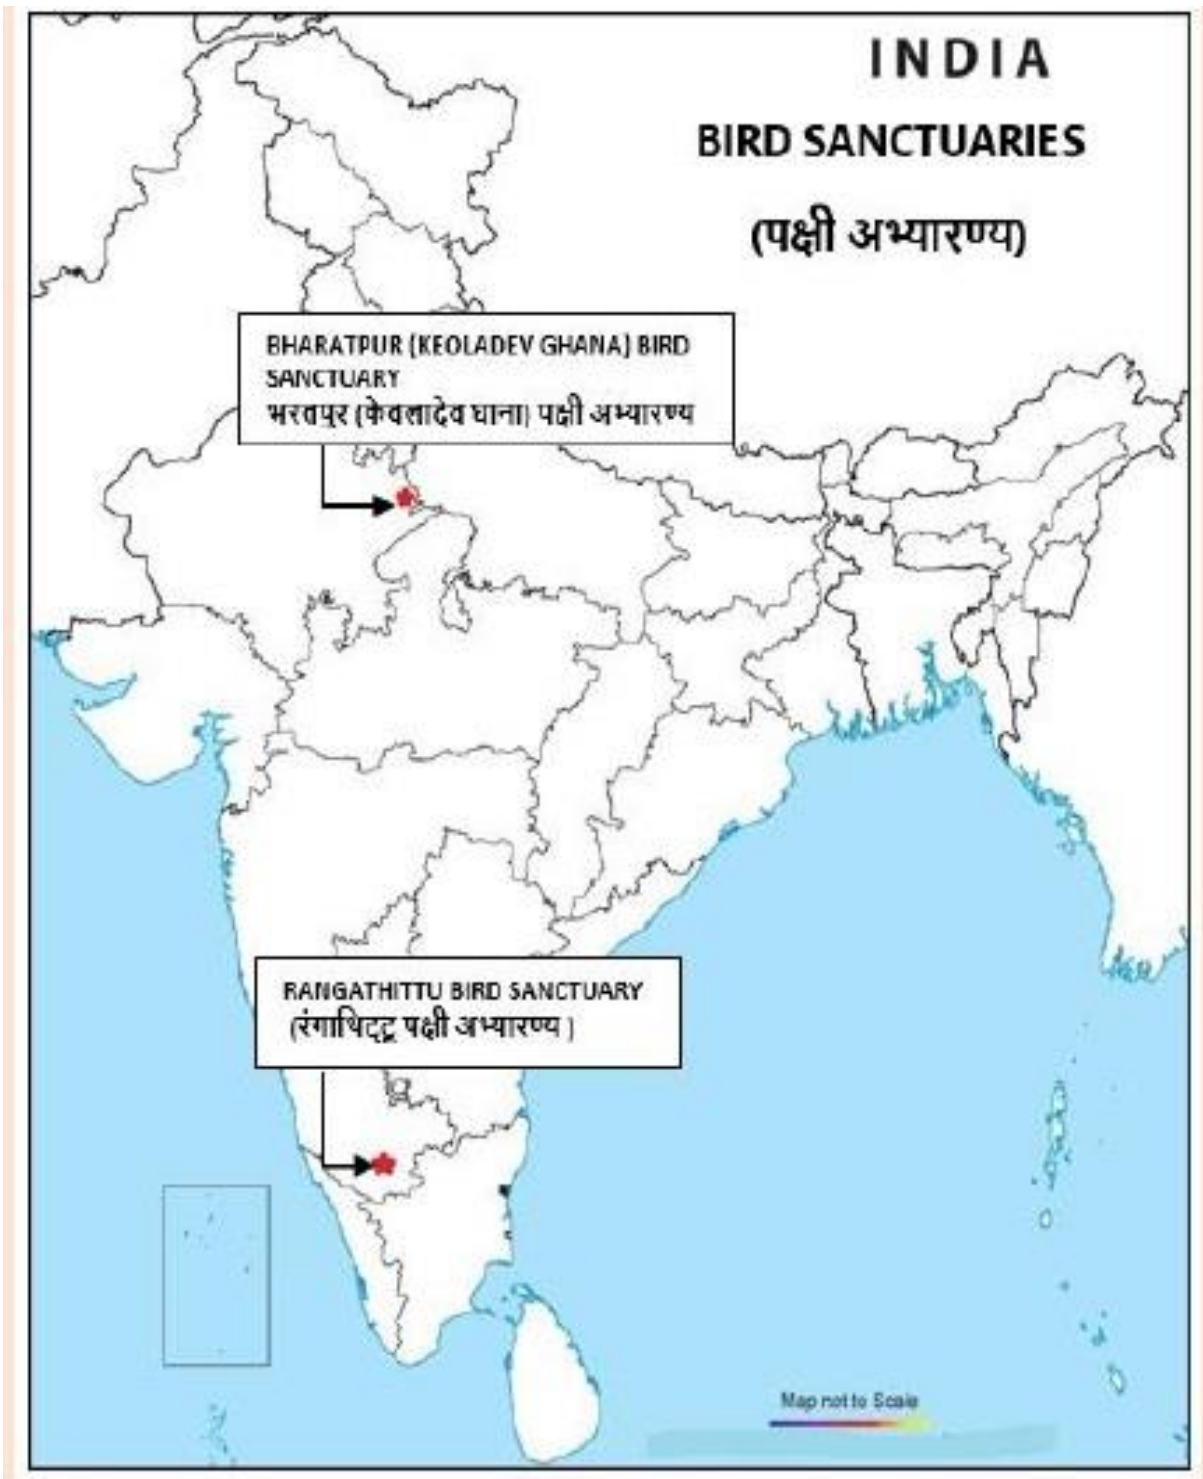 INDIA
BIRD SANCTUARIES
(पक्षी अभ्यारण्य)
BHARATPUR (KEOLADEV GHANA) BIRD
SANCTUARY
भरतपुर (केवलादेव घाना) पक्षी अभ्यारण्य
RANGATHITTU BIRD SANCTUARY
(रंगाथिट्टू पक्षी अभ्यारण्य )
Map not to Scale